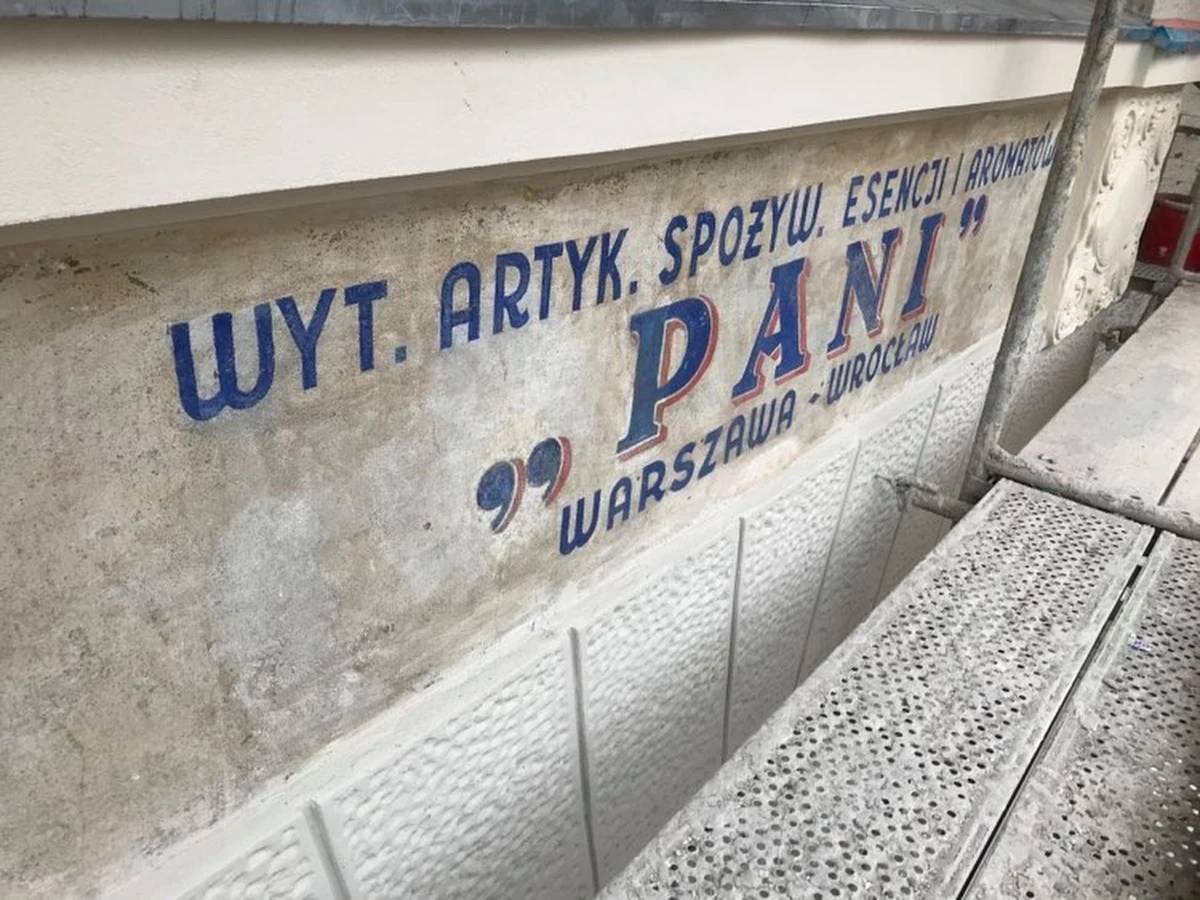 WYT. ARTYK. SPOŻYW. ESENCJI I AROMATÓW
„ PANI ”
WARSZAWA - WROCŁAW